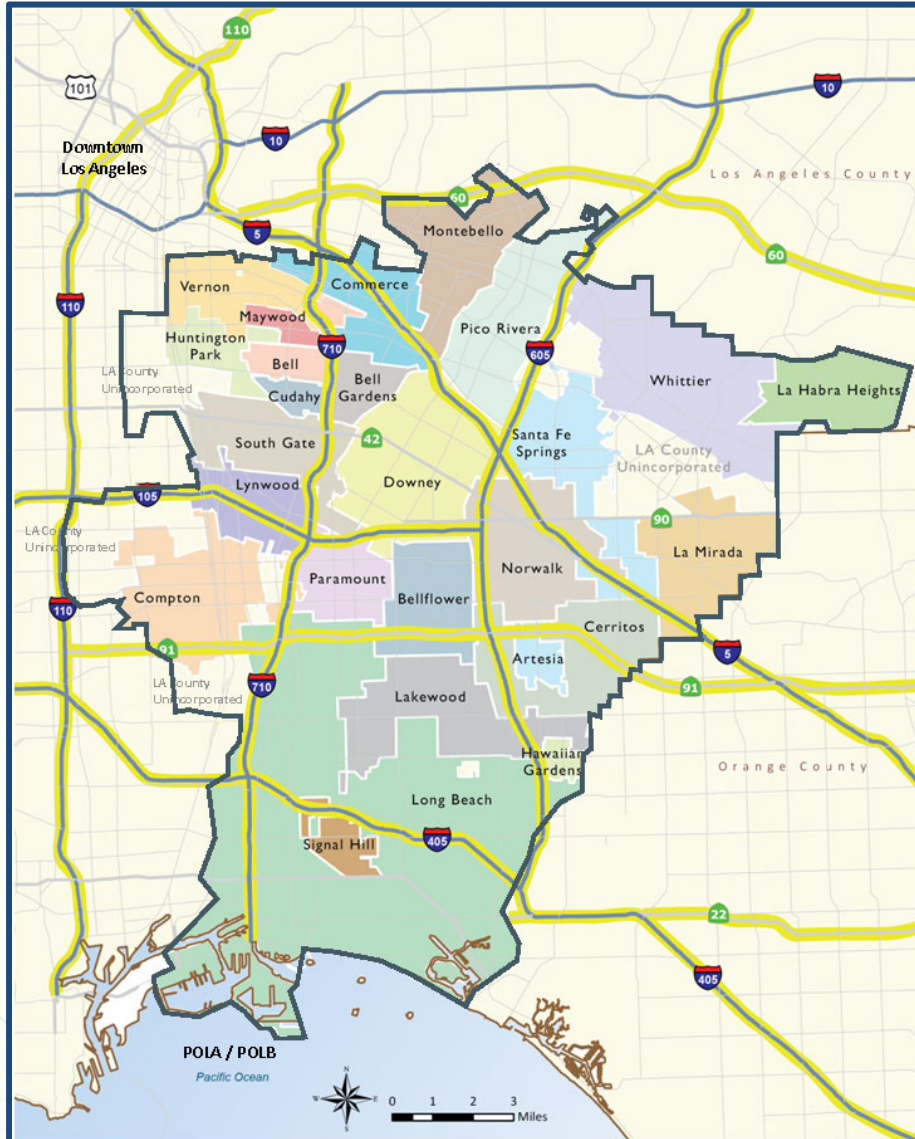 110
101
10
10
Downtown
Los Angeles
Los Angeles County
60
5
Montebello
60
Vernon
Commerce
110
Maywood
Pico Rivera
Huntington
Park
710
605
Bell
Bell
Gardens
LA County
Unincorporated
Whittier
La Habra Heights
Cudahy
South Gate
42
Santa Fe
Springs
LA County
Unincorporated
Lynwood
Downey
105
90
LA County
Unincorporated
La Mirada
Norwalk
Paramount
Bellflower
Compton
110
Cerritos
91
Artesia
5
LA County
Unincorporated
710
91
Lakewood
Hawaiian
Gardens
Orange County
Long Beach
Signal Hill
405
22
405
POLA / POLB
Pacific Ocean
N
W
E
S
0 1 2 3
Miles